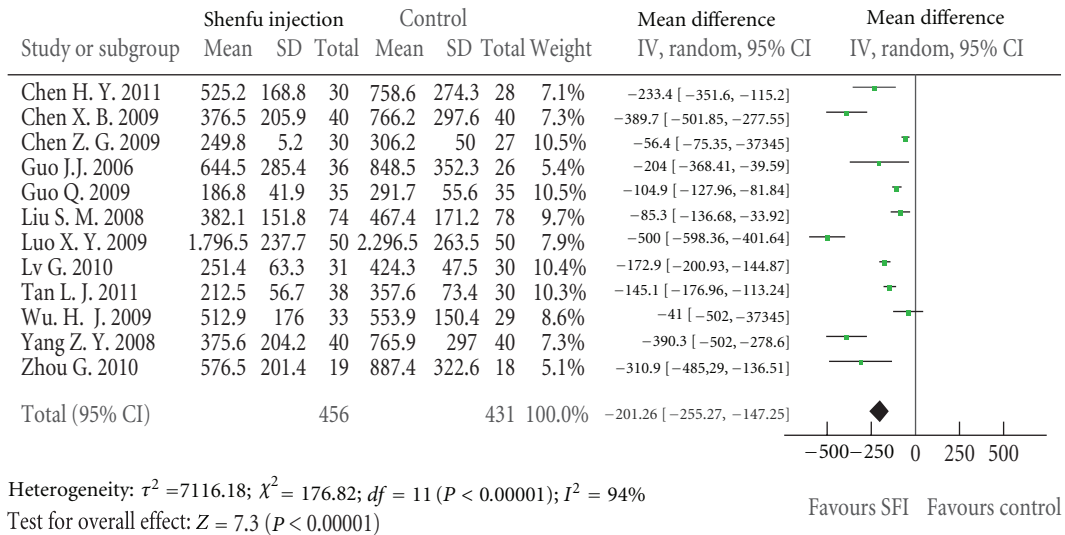 Shenfu injection Control Mean difference Mean difference
Study or subgroup Mean SD Total Mean SD Total Weight IV, random, 95% CI IV, random, 95% CI
Chen H. Y. 2011 525.2 168.8 30 758.6 274.3 28 7.1% −233.4 [−351.6, −115.2]
Chen X. B. 2009 376.5 205.9 40 766.2 297.6 40 7.3% −389.7 [−501.85, −277.55]
Chen Z. G. 2009 249.8 5.2 30 306.2 50 27 10.5% −56.4 [−75.35, −37345]
Guo J.J. 2006 644.5 285.4 36 848.5 352.3 26 5.4% −204 [−368.41, −39.59]
Guo Q. 2009 186.8 41.9 35 291.7 55.6 35 10.5% −104.9 [−127.96, −81.84]
Liu S. M. 2008 382.1 151.8 74 467.4 171.2 78 9.7% −85.3 [−136.68, −33.92]
Luo X. Y. 2009 1.796.5 237.7 50 2.296.5 263.5 50 7.9% −500 [−598.36, −401.64]
Lv G. 2010 251.4 63.3 31 424.3 47.5 30 10.4% −172.9 [−200.93, −144.87]
Tan L. J. 2011 212.5 56.7 38 357.6 73.4 30 10.3% −145.1 [−176.96, −113.24]
Wu. H. J. 2009 512.9 176 33 553.9 150.4 29 8.6% −41 [−502, −37345]
Yang Z. Y. 2008 375.6 204.2 40 765.9 297 40 7.3% −390.3 [−502, −278.6]
Zhou G. 2010 576.5 201.4 19 887.4 322.6 18 5.1% −310.9 [−485,29, −136.51]
Total (95% CI) 456 431 100.0% −201.26 [−255.27, −147.25]
−500 −250 0 250 500
Heterogeneity: τ² =7116.18; χ² = 176.82; df = 11 (P < 0.00001); I² = 94%
Test for overall effect: Z = 7.3 (P < 0.00001)
Favours SFI Favours control